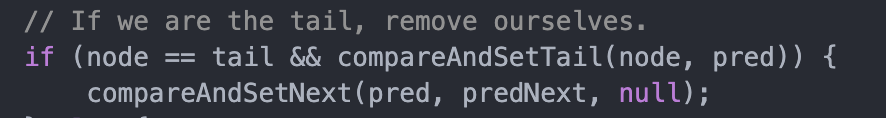 // If we are the tail, remove ourselves.
if (node == tail && compareAndSetTail(node, pred)) {
    compareAndSetNext(pred, predNext, null);